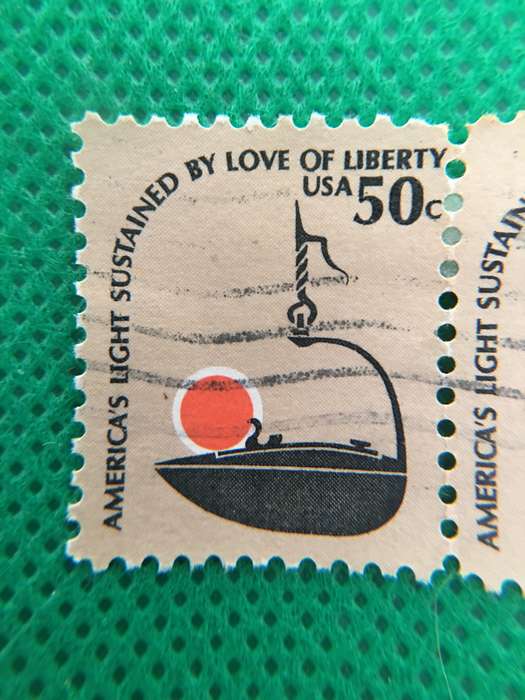 AMERICA'S LIGHT SUSTAINED BY LOVE OF LIBERTY
USA 50c
AMERICA'S LIGHT SUSTAIN